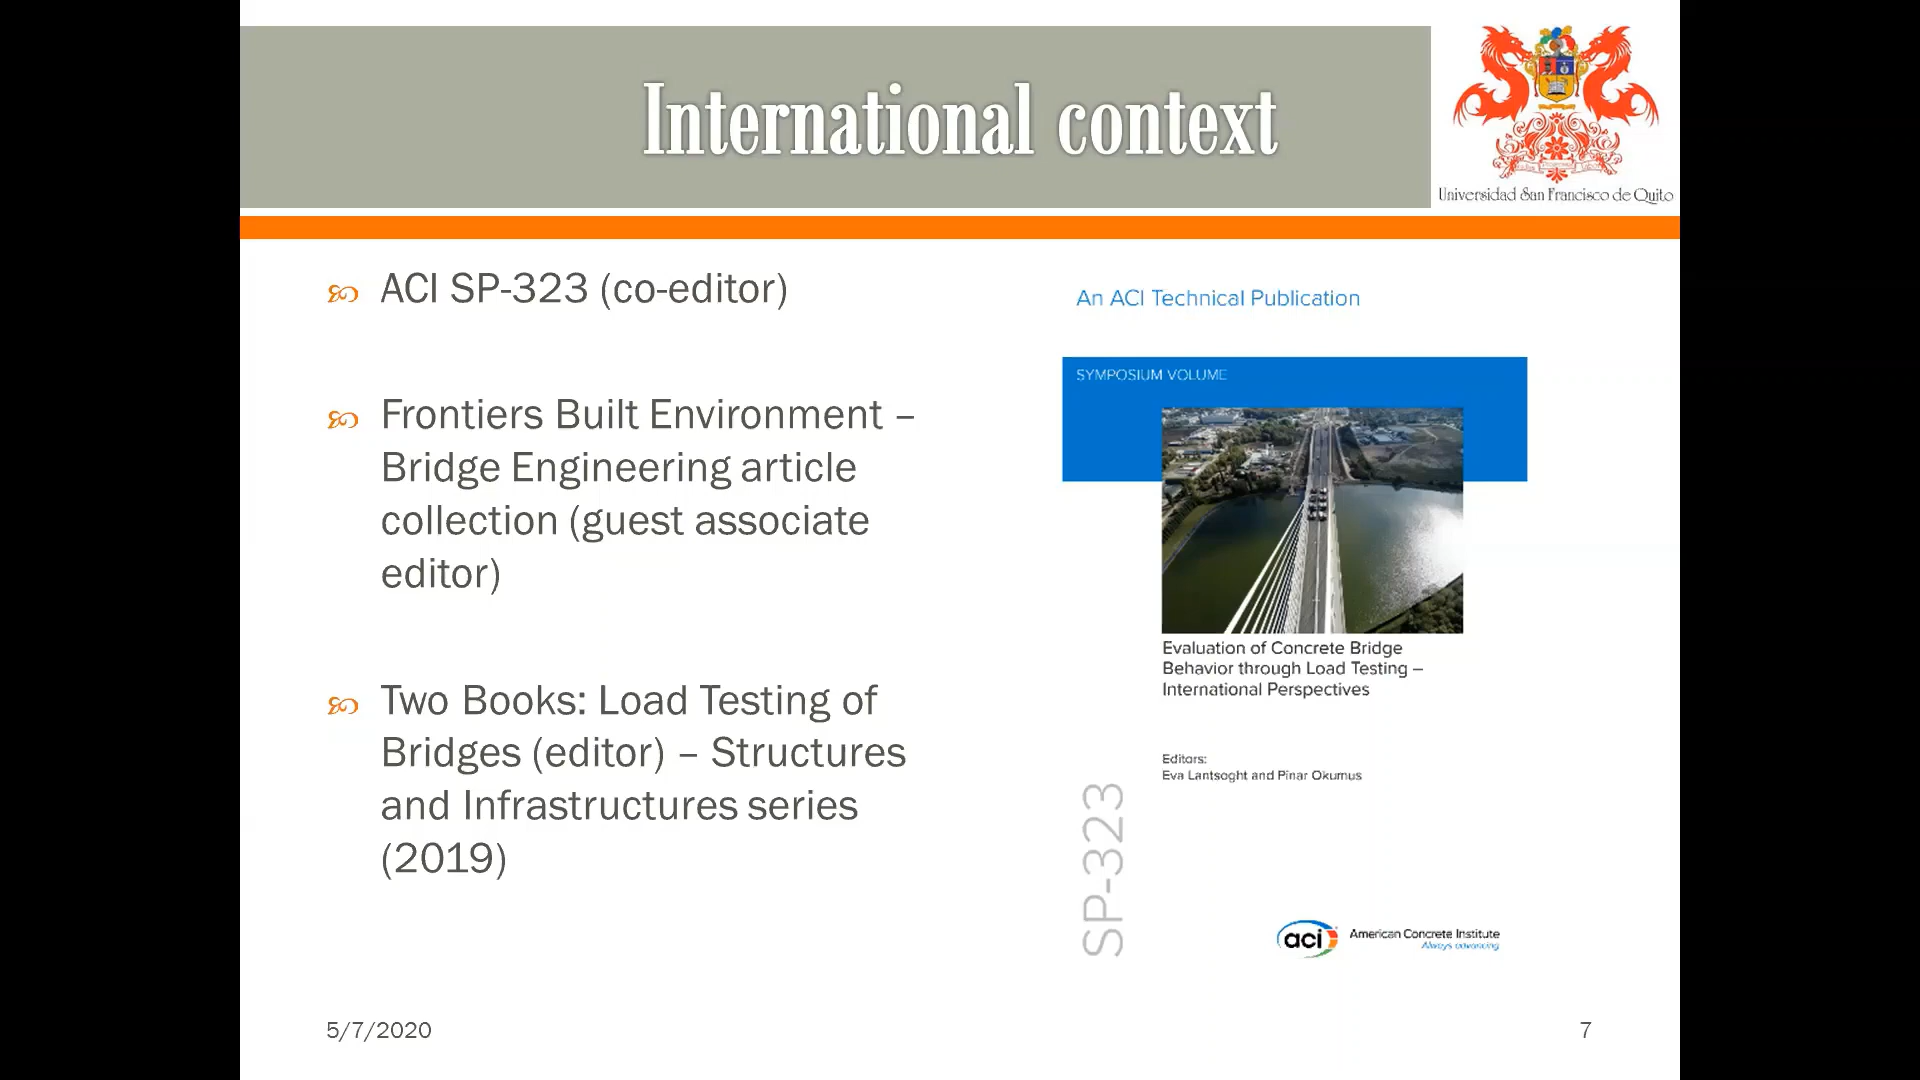 International context
Universidad San Francisco de Quito
ACI SP-323 (co-editor)
Frontiers Built Environment –
Bridge Engineering article
collection (guest associate
editor)
Two Books: Load Testing of
Bridges (editor) – Structures
and Infrastructures series
(2019)
An ACI Technical Publication
SYMPOSIUM VOLUME
Evaluation of Concrete Bridge
Behavior through Load Testing –
International Perspectives
Editors:
Eva Lantsoght and Pinar Okumus
SP-323
aci American Concrete Institute
Always advancing
5/7/2020
7